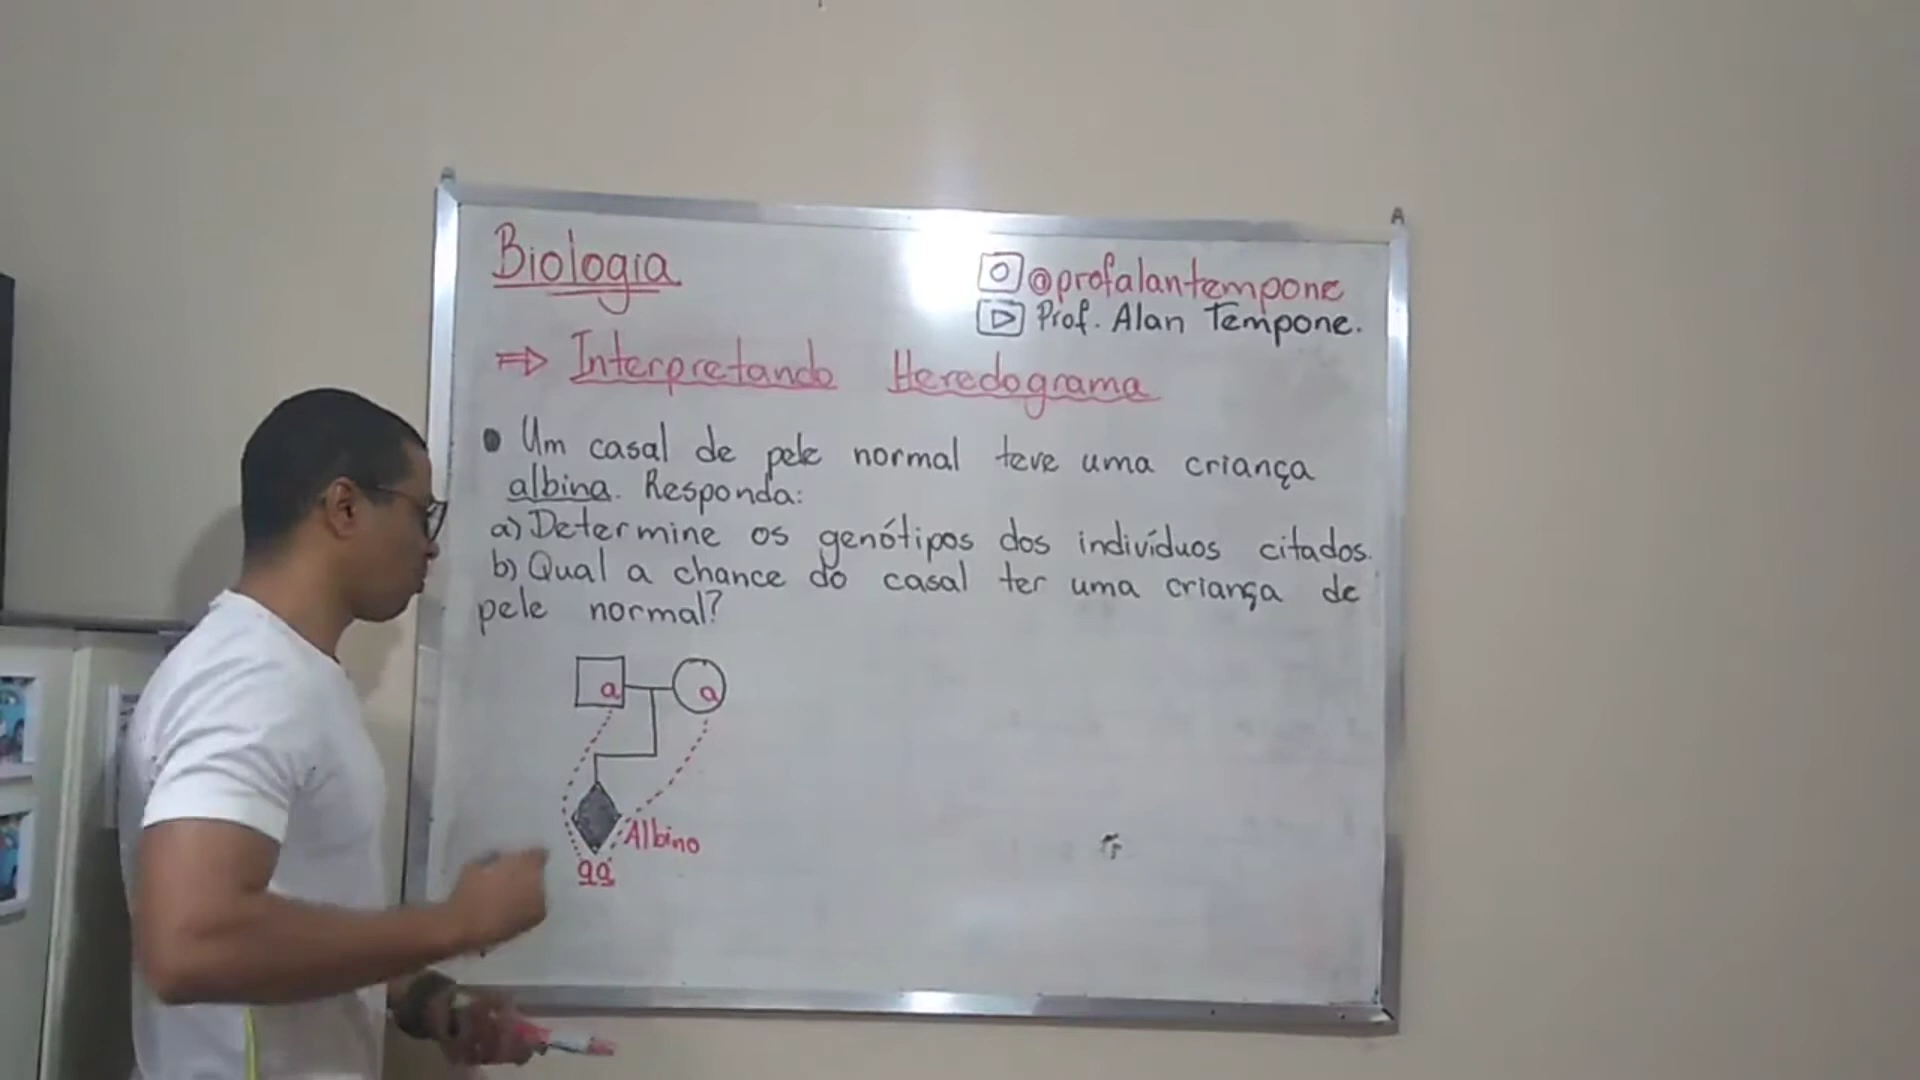 Biologia
@profalantempone
Prof. Alan Tempone.
⇒ Interpretando Heredograma
• Um casal de pele normal teve uma criança
albina. Responda:
a) Determine os genótipos dos indivíduos citados.
b) Qual a chance do casal ter uma criança de
pele normal?
a a
Albino
aa